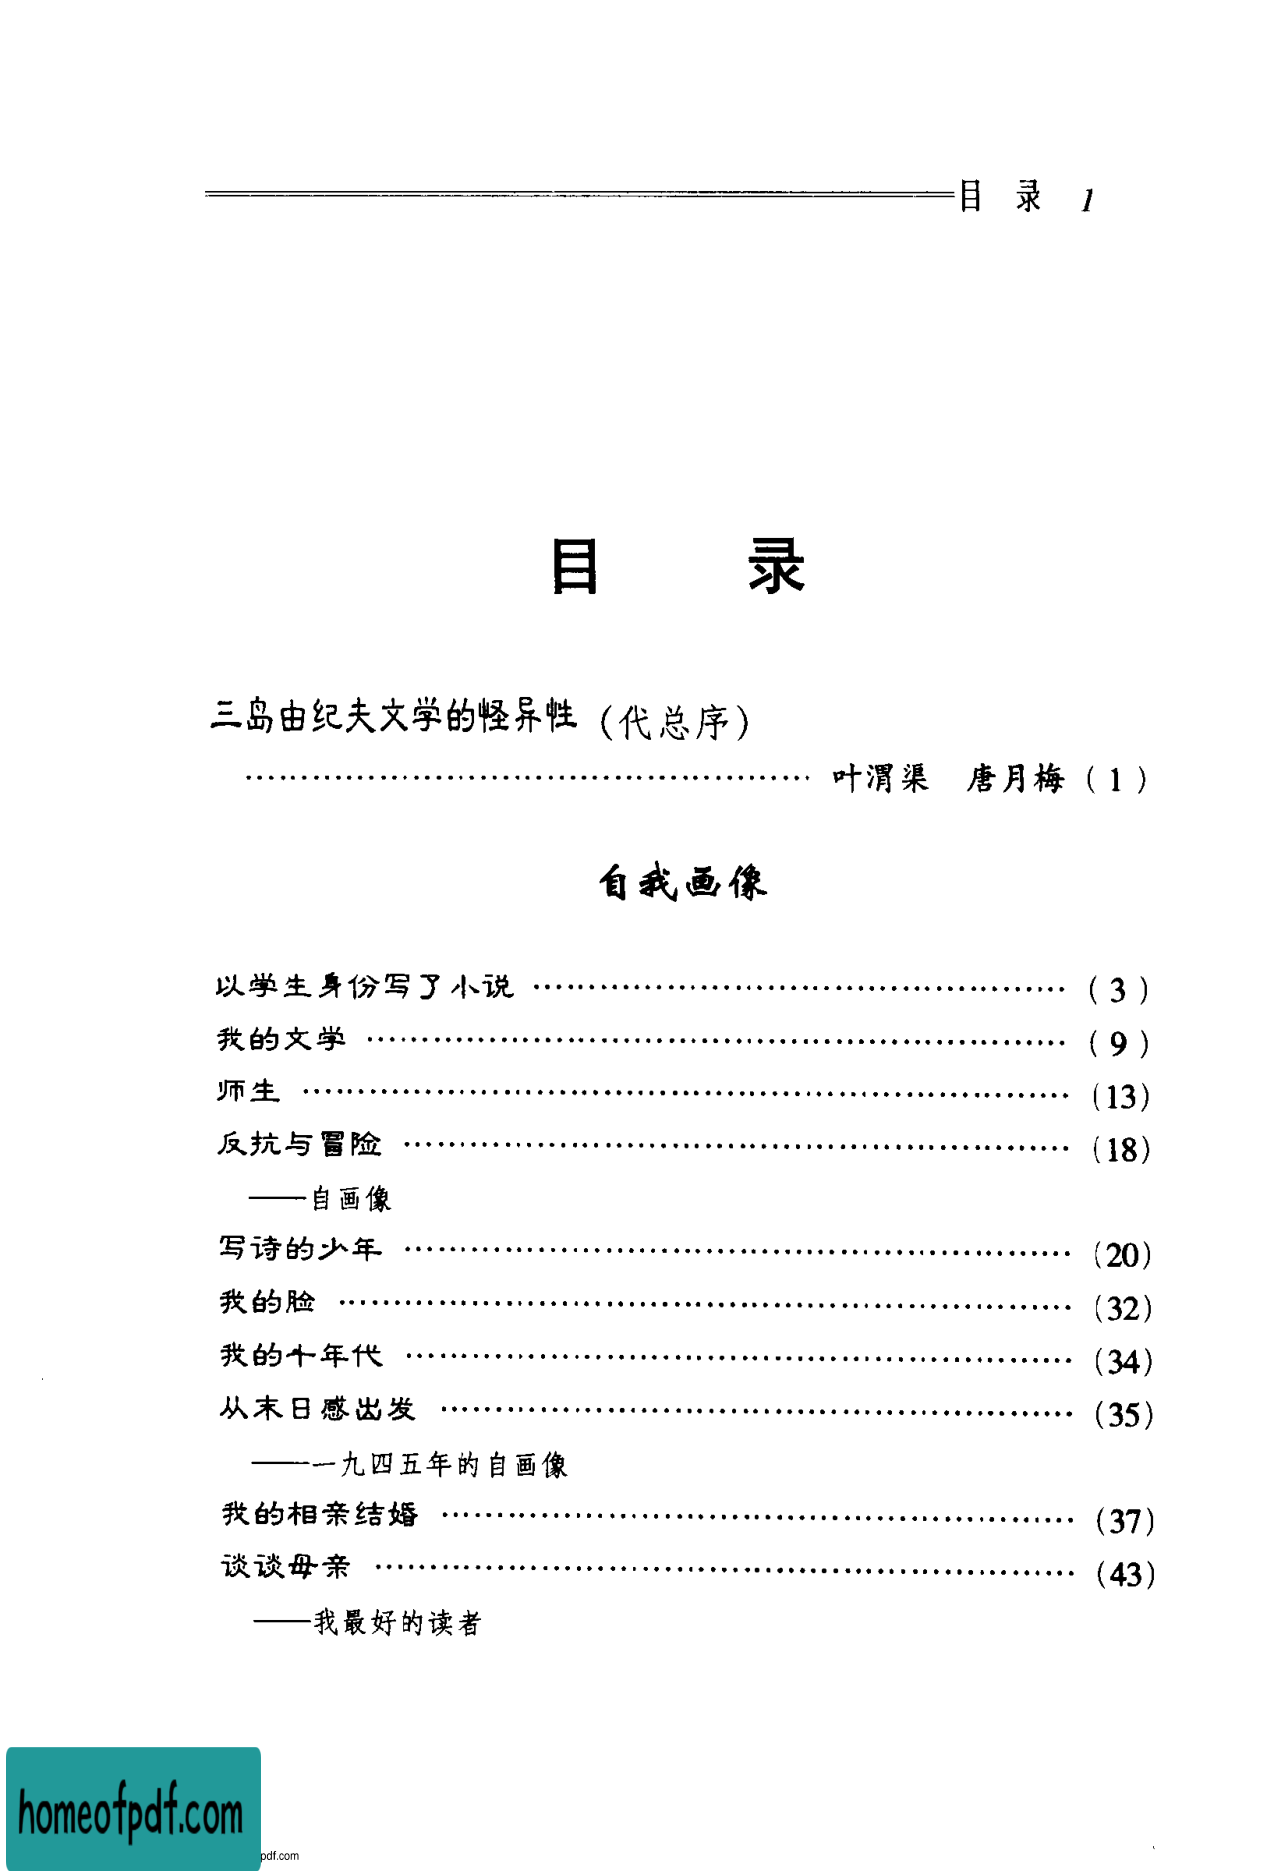 目 录 1
目 录
三岛由纪夫文学的怪异性（代总序）
………………………………………… 叶渭渠 唐月梅（1）
自我画像
以学生身份写了小说 ………………………………………（3）
我的文学 ……………………………………………………（9）
师生 …………………………………………………………（13）
反抗与冒险 …………………………………………………（18）
——自画像
写诗的少年 …………………………………………………（20）
我的脸 ………………………………………………………（32）
我的十年代 …………………………………………………（34）
从末日感出发 ………………………………………………（35）
——一九四五年的自画像
我的相亲结婚 ………………………………………………（37）
谈谈母亲 ……………………………………………………（43）
——我最好的读者
homeofpdf.com
pdf.com